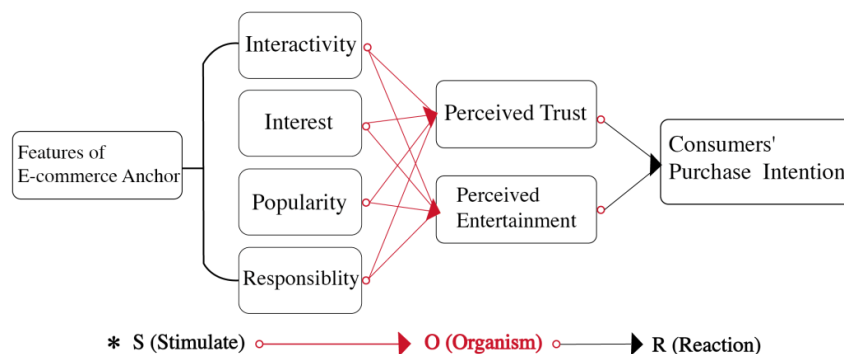 Interactivity
Interest
Popularity
Responsiblity
Features of
E-commerce Anchor
Perceived Trust
Perceived
Entertainment
Consumers'
Purchase Intention
* S (Stimulate)
O (Organism)
R (Reaction)